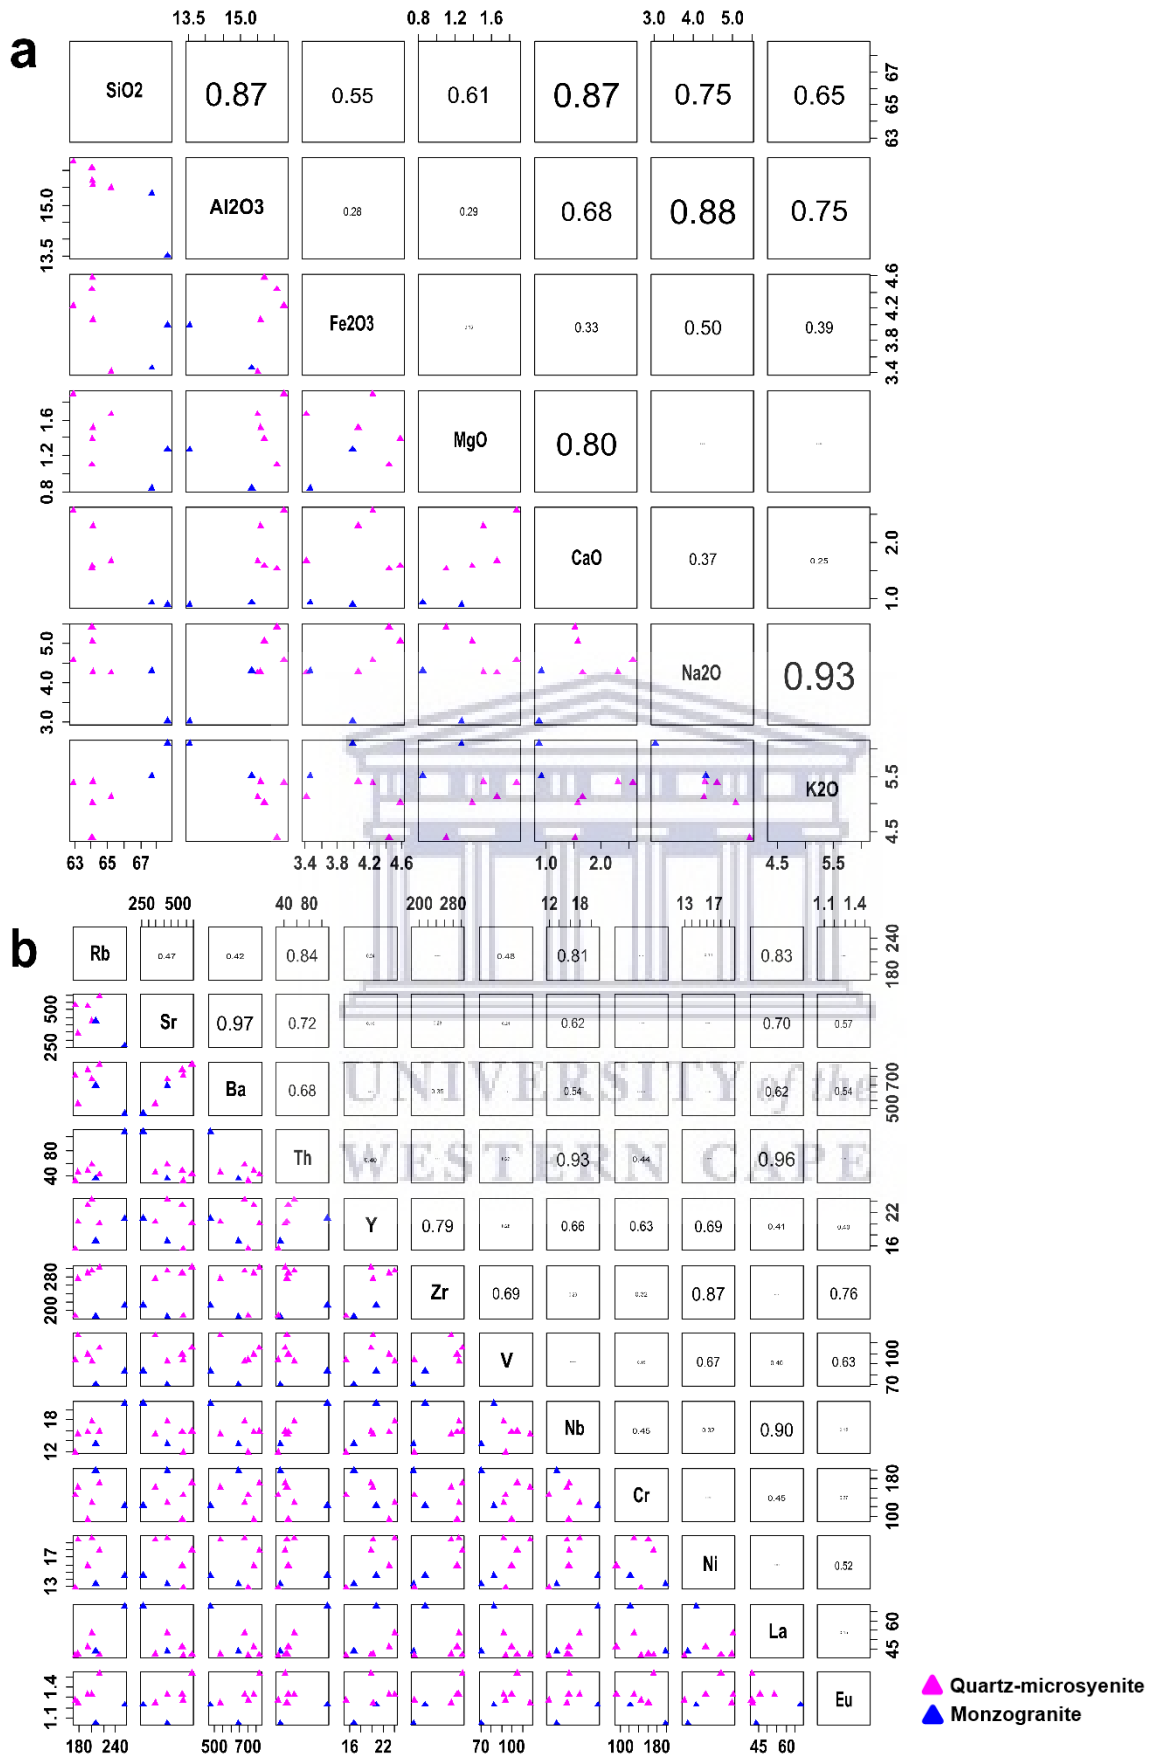 13.5 15.0 0.8 1.2 1.6 3.0 4.0 5.0
a
SiO2 0.87 0.55 0.61 0.87 0.75 0.65
63 65 67
Al2O3 0.28 0.29 0.68 0.88 0.75
13.5 15.0
Fe2O3 0.33 0.50 0.39
3.4 3.8 4.2 4.6
MgO 0.80
0.8 1.2 1.6
CaO 0.37 0.25
1.0 2.0
Na2O 0.93
3.0 4.0 5.0
K2O
4.5 5.5
63 65 67 3.4 3.8 4.2 4.6 1.0 2.0 4.5 5.5
250 500 40 80 200 280 12 18 13 17 1.1 1.4
b
Rb 0.47 0.42 0.84 0.48 0.81 0.83
180 240
Sr 0.97 0.72 0.62 0.70 0.57
250 500
Ba 0.68 0.35 0.54 0.62 0.54
500 700
UNIVERSITY of the
Th 0.40 0.93 0.44 0.96
40 80
WESTERN CAPE
Y 0.79 0.66 0.63 0.69 0.41 0.43
16 22
Zr 0.69 0.32 0.87 0.76
200 280
V 0.67 0.40 0.63
70 100
Nb 0.45 0.32 0.90
12 18
Cr 0.45
100 180
Ni 0.52
13 17
La
45 60
Eu
1.1 1.4
180 240 500 700 16 22 70 100 100 180 45 60
Quartz-microsyenite
Monzogranite